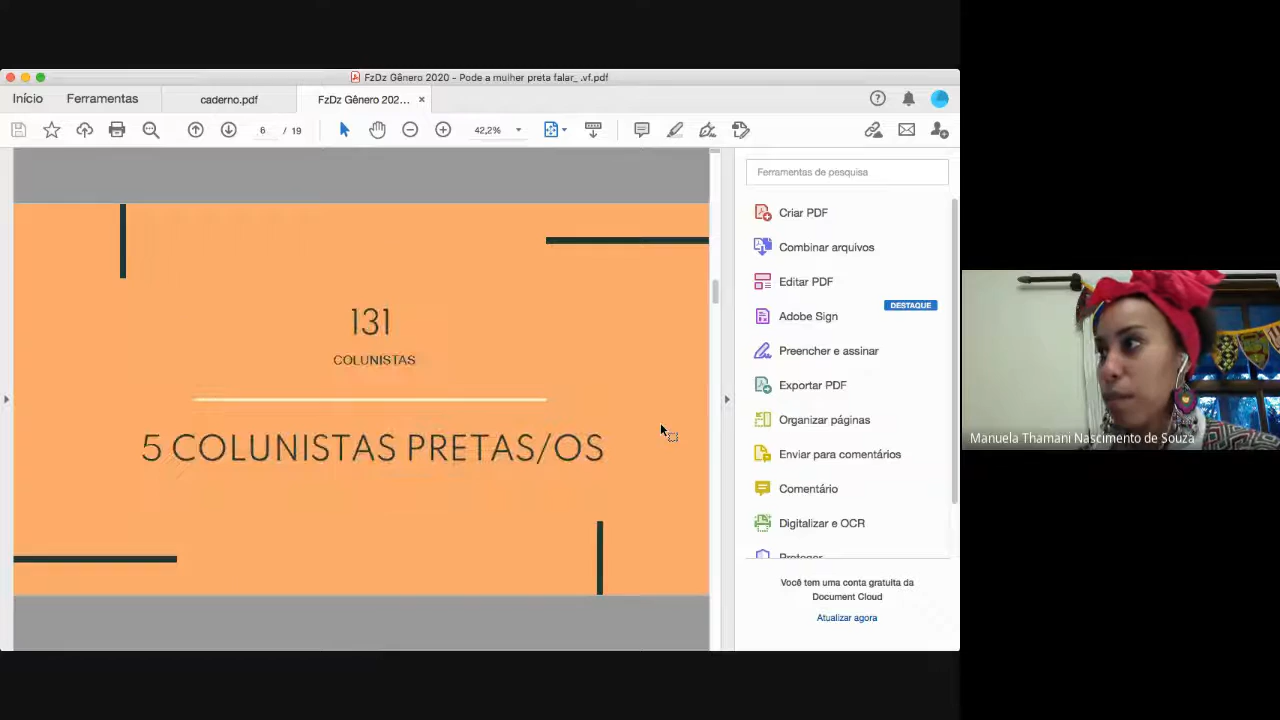 FzDz Gênero 2020 - Pode a mulher preta falar_ .vf.pdf
Início
Ferramentas
caderno.pdf
FzDz Gênero 202...
6 / 19
42,2%
131
COLUNISTAS
5 COLUNISTAS PRETAS/OS
Ferramentas de pesquisa
Criar PDF
Combinar arquivos
Editar PDF
DESTAQUE
Adobe Sign
Preencher e assinar
Exportar PDF
Organizar páginas
Enviar para comentários
Comentário
Digitalizar e OCR
Você tem uma conta gratuita da
Document Cloud
Atualizar agora
Manuela Thamani Nascimento de Souza